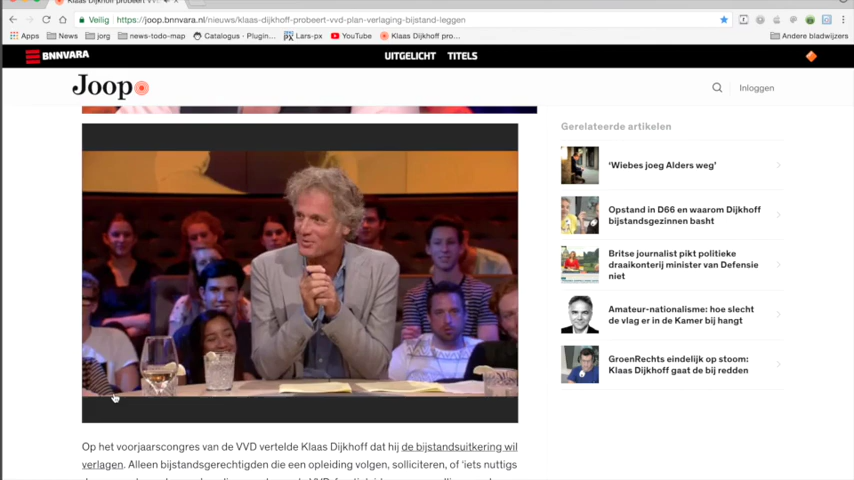 Klaas Dijkhoff probeert VVD-
Veilig | https://joop.bnnvara.nl/nieuws/klaas-dijkhoff-probeert-vvd-plan-verlaging-bijstand-leggen
Apps News jorg news-todo-map Catalogus - Plugin... Lars-px YouTube Klaas Dijkhoff pro... Andere bladwijzers
BNNVARA UITGELICHT TITELS
Joop Inloggen
Gerelateerde artikelen
'Wiebes joeg Alders weg'
Opstand in D66 en waarom Dijkhoff
bijstandsgezinnen basht
Britse journalist pikt politieke
draaikonterij minister van Defensie
niet
Amateur-nationalisme: hoe slecht
de vlag er in de Kamer bij hangt
GroenRechts eindelijk op stoom:
Klaas Dijkhoff gaat de bij redden
Op het voorjaarscongres van de VVD vertelde Klaas Dijkhoff dat hij de bijstandsuitkering wil
verlagen. Alleen bijstandsgerechtigden die een opleiding volgen, solliciteren, of 'iets nuttigs